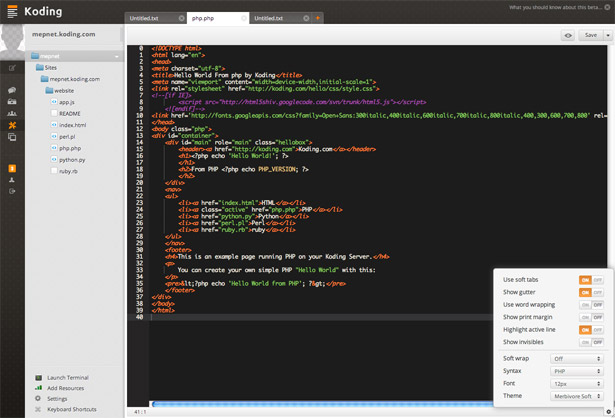 Koding
What you should know about this beta...
Untitled.txt
php.php
Untitled.txt
mepnet.koding.com
Save
mepnet
Sites
mepnet.koding.com
website
app.js
README
index.html
perl.pl
php.php
python.py
ruby.rb
0 <!DOCTYPE html>
1 <html lang="en">
2 <head>
3 <meta charset="utf-8">
4 <title>Hello World From php by Koding</title>
5 <meta name="viewport" content="width=device-width,initial-scale=1">
6 <link rel="stylesheet" href="http://koding.com/hello/css/style.css">
7 <!--[if IE]>
8 <script src="http://html5shiv.googlecode.com/svn/trunk/html5.js"></script>
9 <![endif]-->
10 <link href='http://fonts.googleapis.com/css?family=Open+Sans:300italic,400italic,600italic,700italic,800italic,400,300,600,700,800' rel=
11 </head>
12 <body class="php">
13 <div id="container">
14 <div id="main" role="main" class="hellobox">
15 <header><a href="http://koding.com">Koding.com</a></header>
16 <h1><?php echo 'Hello World!'; ?>
17 </h1>
18 <h2>From PHP <?php echo PHP_VERSION; ?>
19 </h2>
20 </div>
21 <nav>
22 <ul>
23 <li><a href="index.html">HTML</a></li>
24 <li><a class="active" href="php.php">PHP</a></li>
25 <li><a href="python.py">Python</a></li>
26 <li><a href="perl.pl">Perl</a></li>
27 <li><a href="ruby.rb">ruby</a></li>
28 </ul>
29 </nav>
30 <footer>
31 <h4>This is an example page running PHP on your Koding Server.</h4>
32 <p>
33 You can create your own simple PHP "Hello World" with this:
34 </p>
35 <pre>&lt;?php echo 'Hello World from PHP'; ?&gt;</pre>
36 </footer>
37 </div>
38 </body>
39 </html>
40
Use soft tabs ON OFF
Show gutter ON OFF
Use word wrapping ON OFF
Show print margin ON OFF
Highlight active line ON OFF
Show invisibles ON OFF
Soft wrap Off
Syntax PHP
Font 12px
Theme Merbivore Soft
Launch Terminal
Add Resources
Settings
Keyboard Shortcuts
41:1